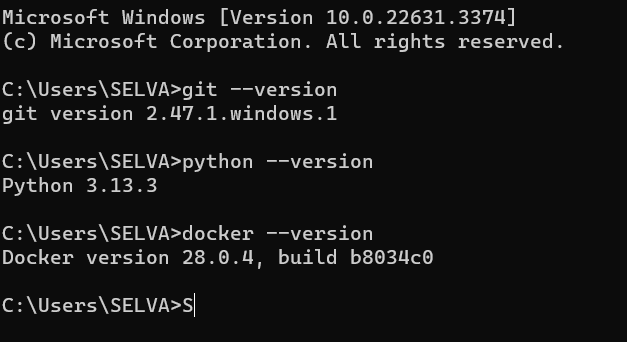 Microsoft Windows [Version 10.0.22631.3374]
(c) Microsoft Corporation. All rights reserved.
C:\Users\SELVA>git --version
git version 2.47.1.windows.1
C:\Users\SELVA>python --version
Python 3.13.3
C:\Users\SELVA>docker --version
Docker version 28.0.4, build b8034c0
C:\Users\SELVA>S